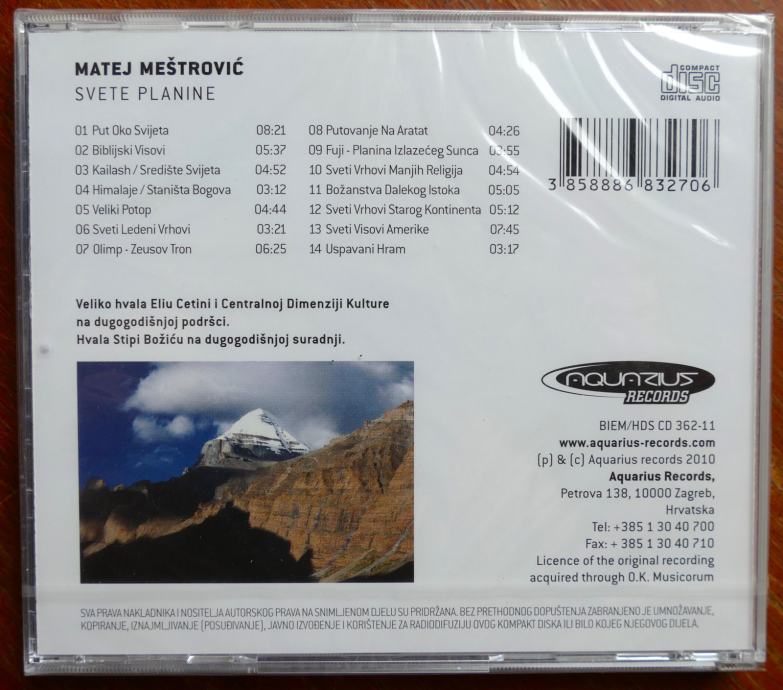 MATEJ MEŠTROVIĆ
SVETE PLANINE
COMPACT
disc
DIGITAL AUDIO
01 Put Oko Svijeta 08:21
02 Biblijski Visovi 05:37
03 Kailash / Središte Svijeta 04:52
04 Himalaje / Staništa Bogova 03:12
05 Veliki Potop 04:44
06 Sveti Ledeni Vrhovi 03:21
07 Olimp - Zeusov Tron 06:25
08 Putovanje Na Aratat 04:26
09 Fuji - Planina Izlazećeg Sunca 03:55
10 Sveti Vrhovi Manjih Religija 04:54
11 Božanstva Dalekog Istoka 05:05
12 Sveti Vrhovi Starog Kontinenta 05:12
13 Sveti Visovi Amerike 07:45
14 Uspavani Hram 03:17
3 858886 832706
Veliko hvala Eliu Cetini i Centralnoj Dimenziji Kulture
na dugogodišnjoj podršci.
Hvala Stipi Božiću na dugogodišnjoj suradnji.
AQUARIUS
RECORDS
BIEM/HDS CD 362-11
www.aquarius-records.com
(p) & (c) Aquarius records 2010
Aquarius Records,
Petrova 138, 10000 Zagreb,
Hrvatska
Tel: +385 1 30 40 700
Fax: + 385 1 30 40 710
Licence of the original recording
acquired through O.K. Musicorum
SVA PRAVA NAKLADNIKA I NOSITELJA AUTORSKOG PRAVA NA SNIMLJENOM DJELU SU PRIDRŽANA. BEZ PRETHODNOG DOPUŠTENJA ZABRANJENO JE UMNOŽAVANJE,
KOPIRANJE, IZNAJMLJIVANJE (POSUĐIVANJE), JAVNO IZVOĐENJE I KORIŠTENJE ZA RADIODIFUZIJU OVOG KOMPAKT DISKA ILI BILO KOJEG NJEGOVOG DIJELA.